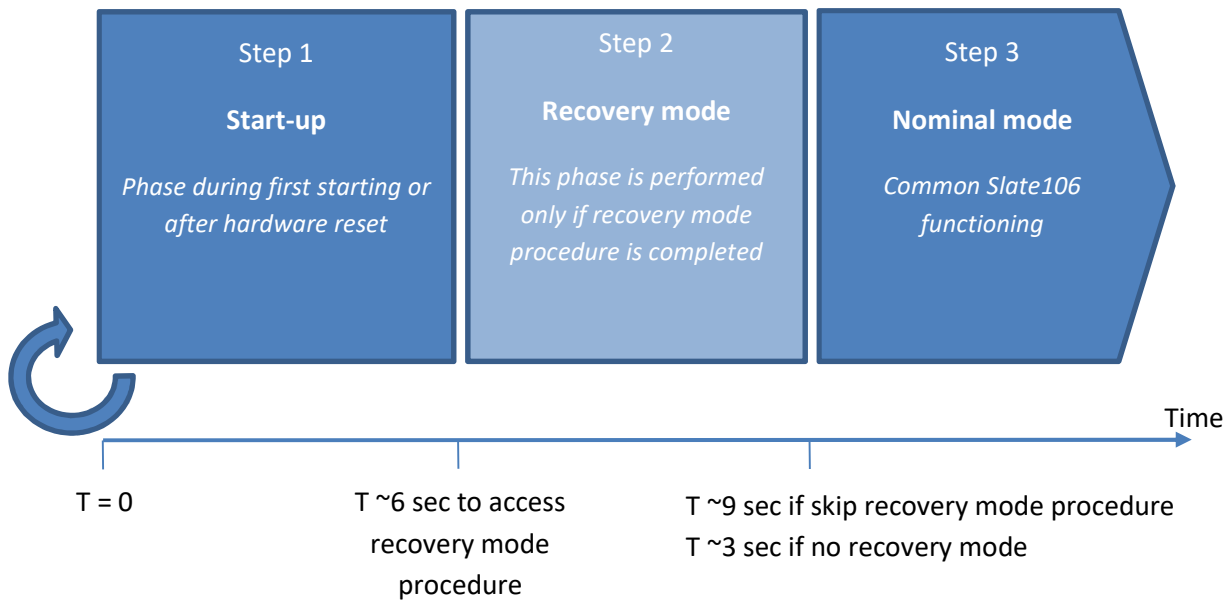 Step 1
Start-up
Phase during first starting or
after hardware reset
Step 2
Recovery mode
This phase is performed
only if recovery mode
procedure is completed
Step 3
Nominal mode
Common Slate106
functioning
Time
T = 0
T ~6 sec to access
recovery mode
procedure
T ~9 sec if skip recovery mode procedure
T ~3 sec if no recovery mode